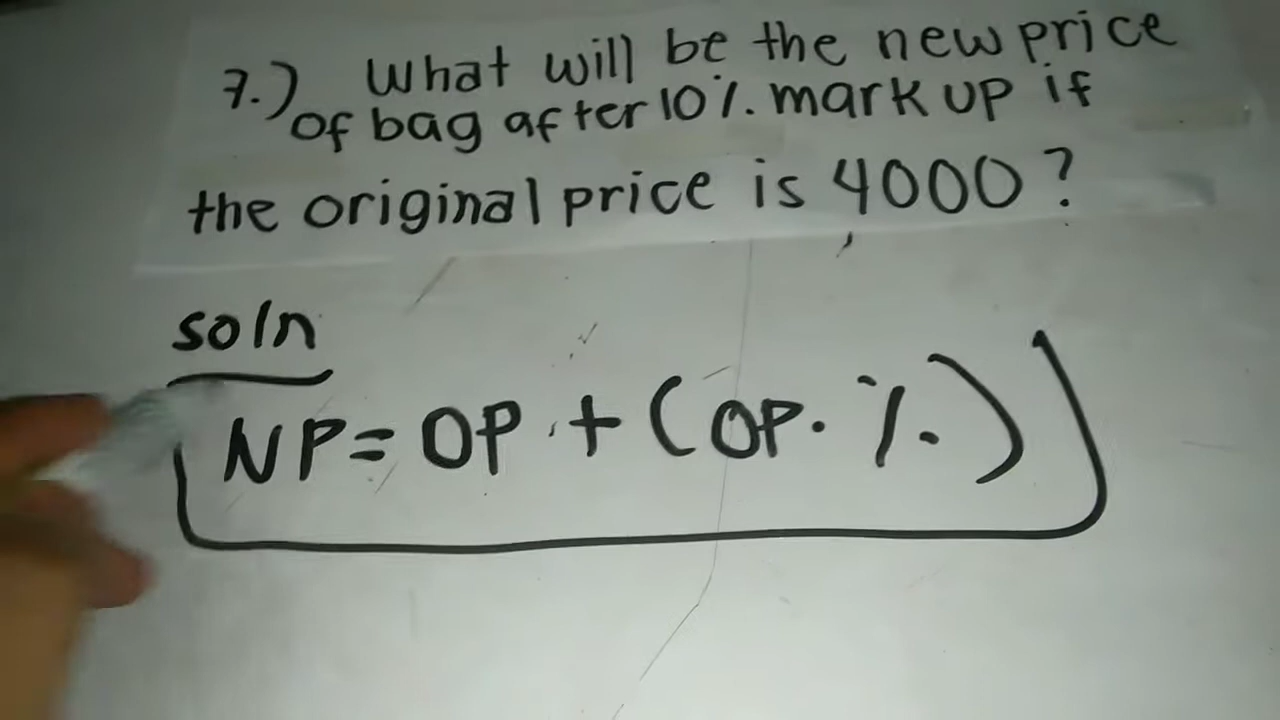 7.) What will be the new price
of bag after 10%. mark up if
the original price is 4000?
soln
NP = OP + (OP. %.)